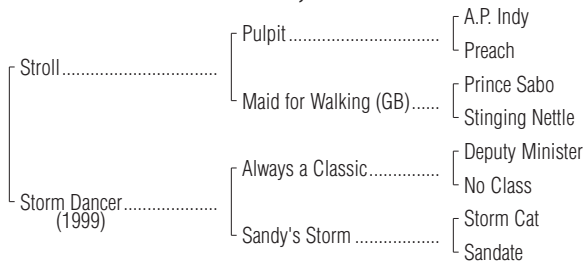 A.P. Indy
Pulpit..................................
Preach
Stroll...................................
Prince Sabo
Maid for Walking (GB)......
Stinging Nettle
Deputy Minister
Always a Classic................
No Class
Storm Dancer.....................
(1999)
Storm Cat
Sandy's Storm ...................
Sandate